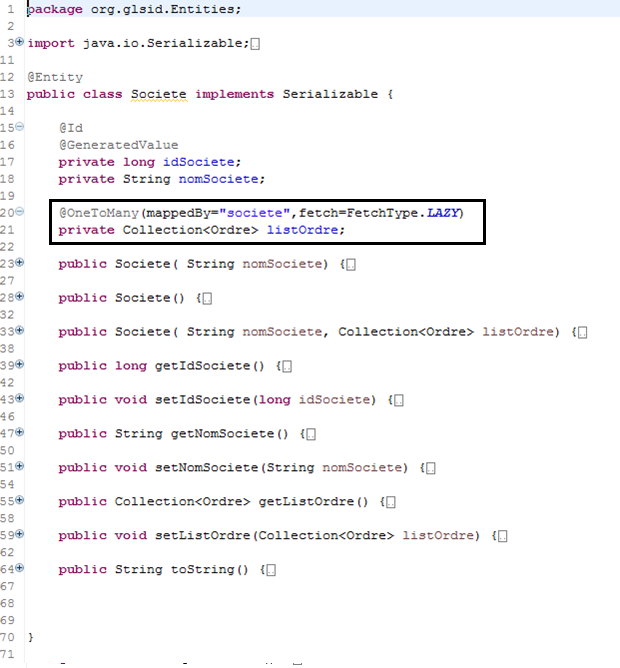 1 package org.glsid.Entities;
2
3 import java.io.Serializable;
11
12 @Entity
13 public class Societe implements Serializable {
14
15 @Id
16 @GeneratedValue
17 private long idSociete;
18 private String nomSociete;
19
20 @OneToMany(mappedBy="societe",fetch=FetchType.LAZY)
21 private Collection<Ordre> listOrdre;
22
23 public Societe( String nomSociete) {
27
28 public Societe() {
32
33 public Societe( String nomSociete, Collection<Ordre> listOrdre) {
38
39 public long getIdSociete() {
42
43 public void setIdSociete(long idSociete) {
46
47 public String getNomSociete() {
50
51 public void setNomSociete(String nomSociete) {
54
55 public Collection<Ordre> getListOrdre() {
58
59 public void setListOrdre(Collection<Ordre> listOrdre) {
62
64 public String toString() {
67
68
69
70 }
71